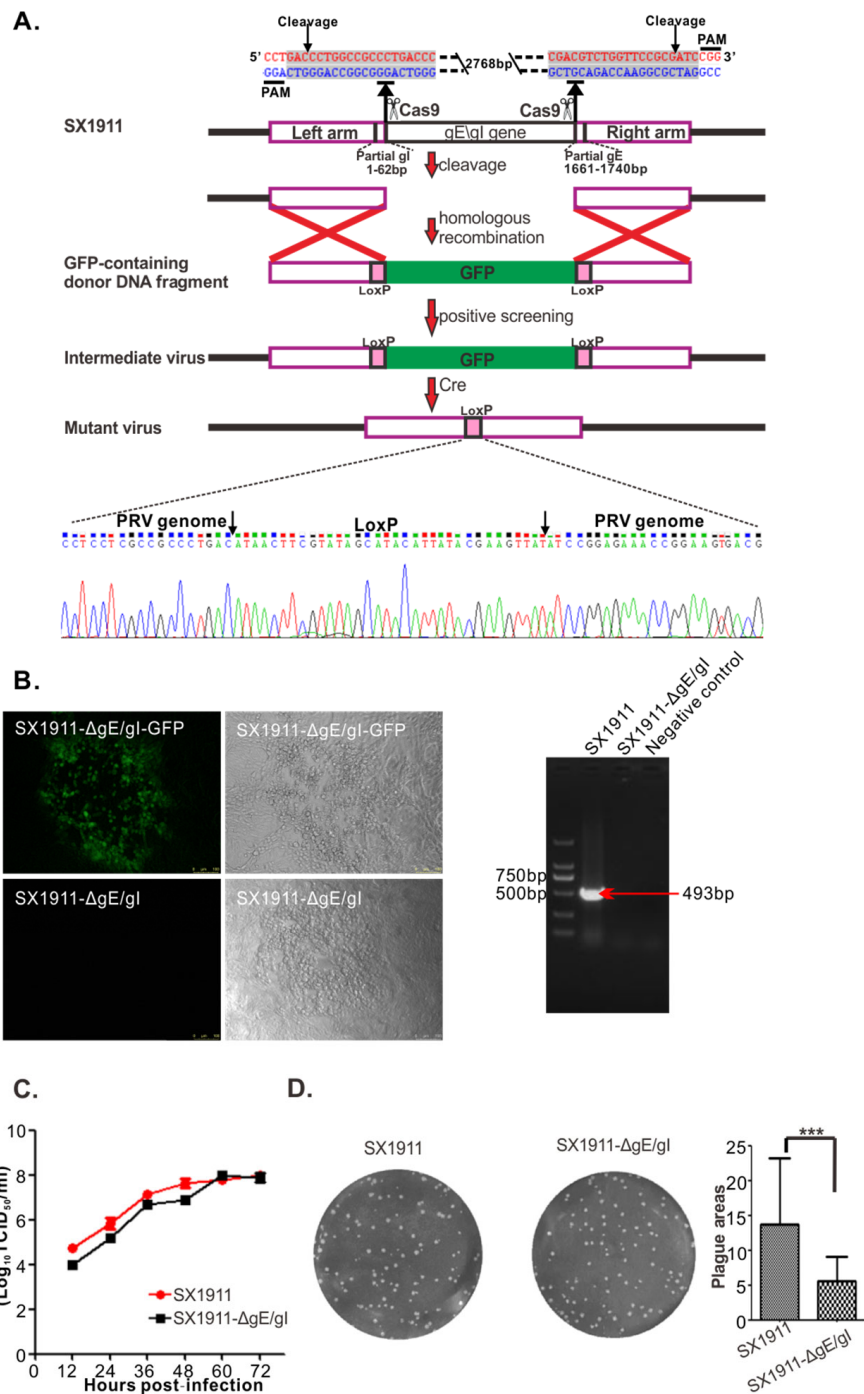 A.
Cleavage
Cleavage
PAM
5' CCTGACCCTGGCCGCCCTGACCC 2768bp CGACGTCTGGTTCCGCGATCCGG 3'
GGACTGGGACCGGCGGGACTGGG GCTGCAGACCAAGGCGCTAGGCC
PAM
Cas9 Cas9
SX1911 Left arm gE\gI gene Right arm
Partial gI
1-62bp
Partial gE
1661-1740bp
cleavage
homologous
recombination
GFP-containing
donor DNA fragment
GFP
LoxP LoxP
positive screening
LoxP LoxP
Intermediate virus GFP
Cre
LoxP
Mutant virus
PRV genome LoxP PRV genome
CCTCCTCGCCGCCCTGACATAACTTCGTATAGCATACATTATACGAAGTTATATCCGGAGAAACCGGAAGTGACG
B.
SX1911-ΔgE/gI-GFP SX1911-ΔgE/gI-GFP
SX1911-ΔgE/gI SX1911-ΔgE/gI
SX1911
SX1911-ΔgE/gI
Negative control
750bp
500bp 493bp
C.
(Log10TCID50/ml)
10
8
6
4
2
0
0 12 24 36 48 60 72
Hours post-infection
SX1911
SX1911-ΔgE/gI
D.
SX1911 SX1911-ΔgE/gI
***
Plague areas
25
20
15
10
5
0
SX1911
SX1911-ΔgE/gI